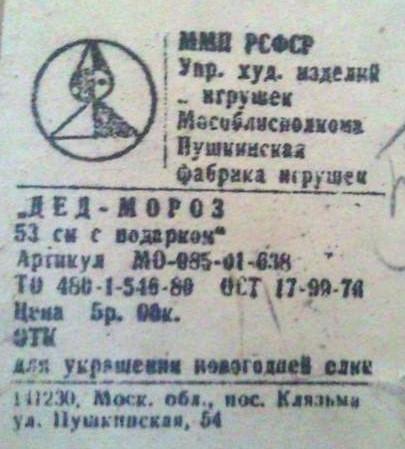 ММП РСФСР
Упр. худ. изделий
и игрушек
Мособлисполкома
Пушкинская
фабрика игрушек
„ДЕД-МОРОЗ
53 см с подарком“
Артикул МО-085-01-638
ТО 480-1-546-80 ОСТ 17-99-74
Цена 5р. 00к.
ОТК
для украшения новогодней елки
141230, Моск. обл., пос. Клязьма
ул. Пушкинская, 54